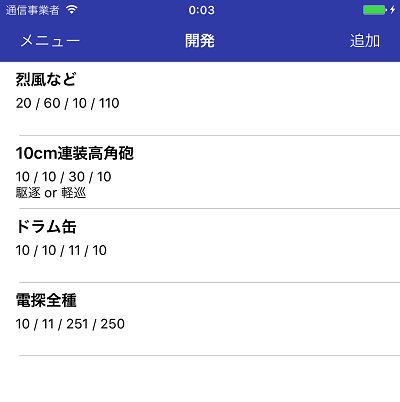 通信事業者 0:03
メニュー 開発 追加
烈風など
20 / 60 / 10 / 110
10cm連装高角砲
10 / 10 / 30 / 10
駆逐 or 軽巡
ドラム缶
10 / 10 / 11 / 10
電探全種
10 / 11 / 251 / 250